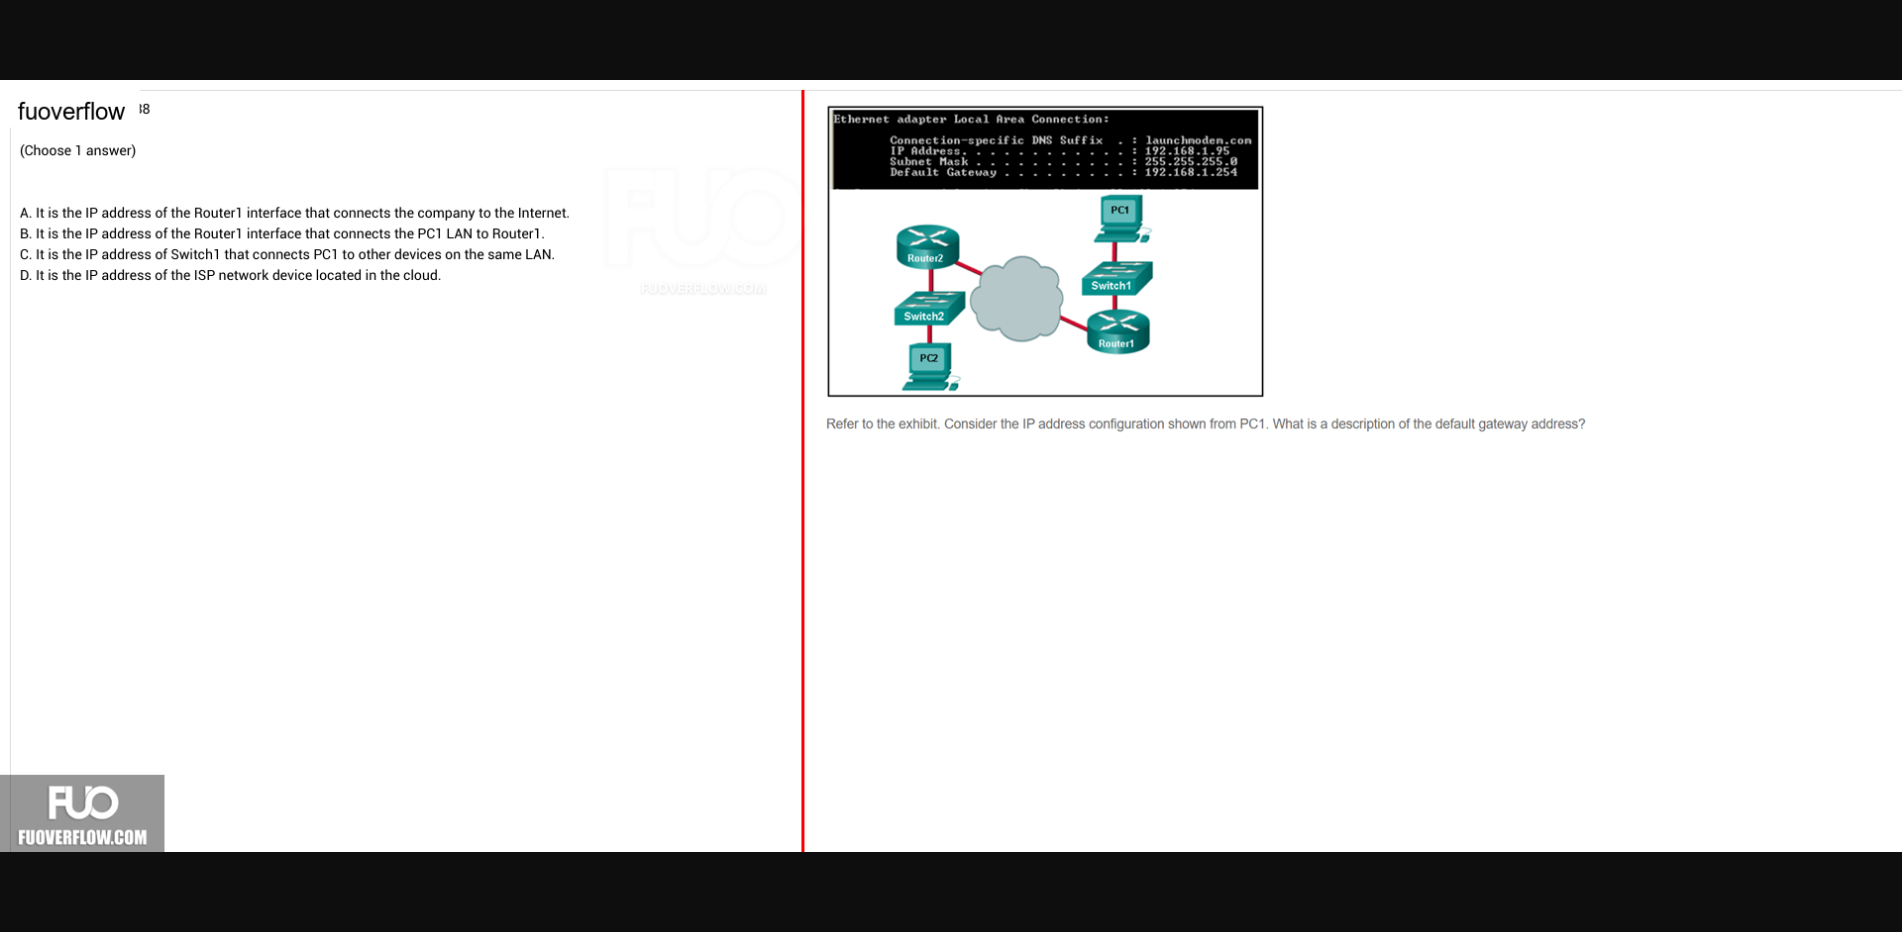 fuoverflow
38
(Choose 1 answer)
A. It is the IP address of the Router1 interface that connects the company to the Internet.
B. It is the IP address of the Router1 interface that connects the PC1 LAN to Router1.
C. It is the IP address of Switch1 that connects PC1 to other devices on the same LAN.
D. It is the IP address of the ISP network device located in the cloud.
FUO
FUOVERFLOW.COM
Ethernet adapter Local Area Connection:
Connection-specific DNS Suffix . : launchmodem.com
IP Address. . . . . . . . . . . . : 192.168.1.95
Subnet Mask . . . . . . . . . . . : 255.255.255.0
Default Gateway . . . . . . . . . : 192.168.1.254
PC1
Router2
Switch1
Switch2
Router1
PC2
Refer to the exhibit. Consider the IP address configuration shown from PC1. What is a description of the default gateway address?
FUO
FUOVERFLOW.COM